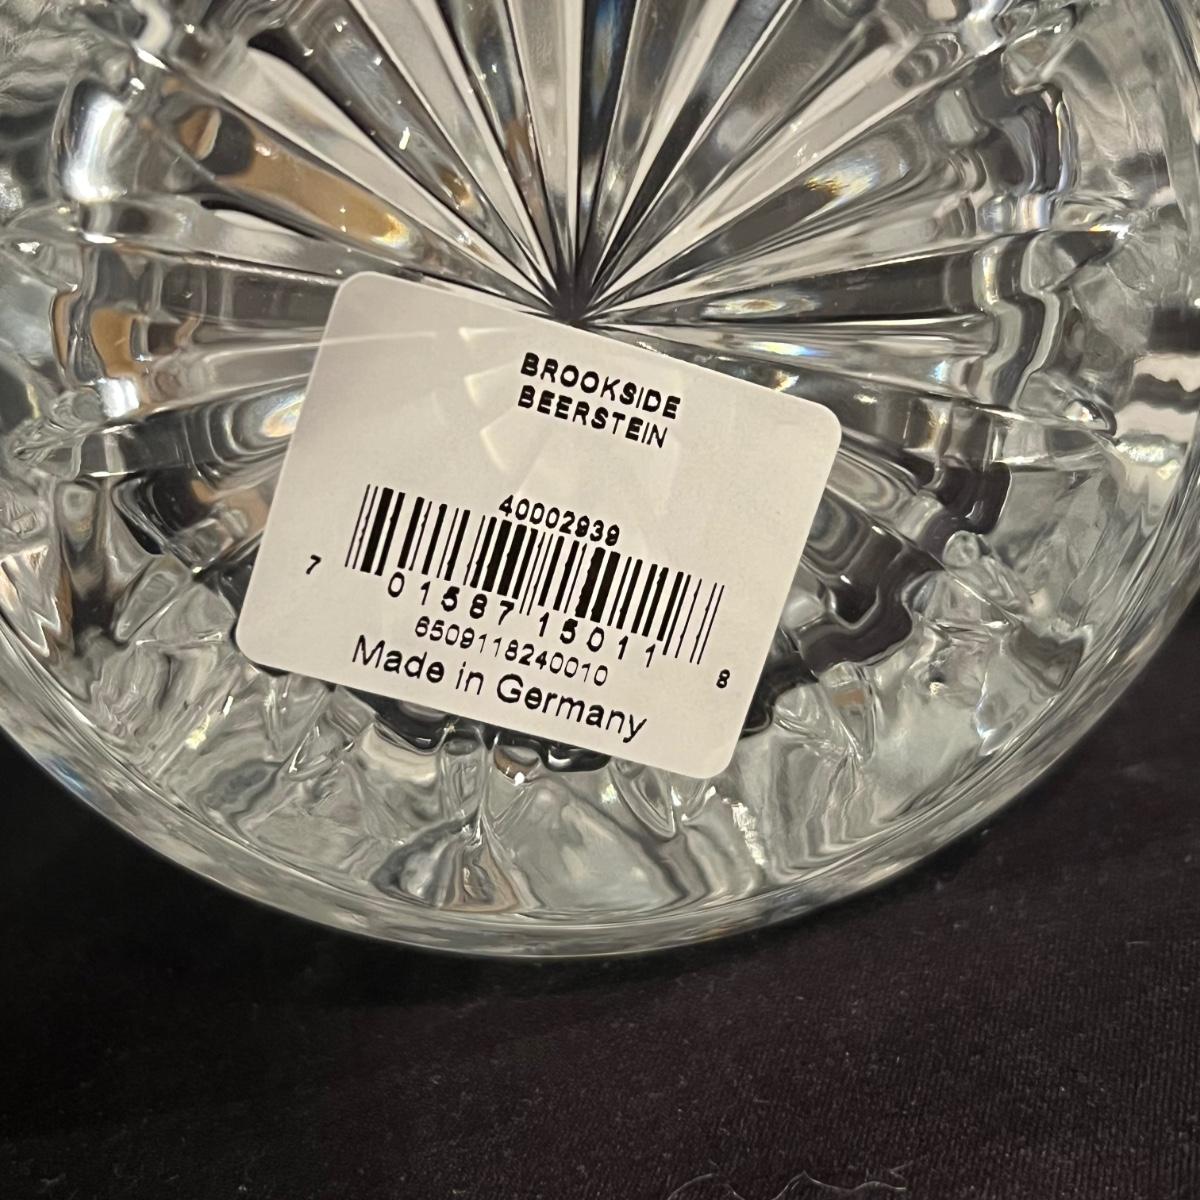 BROOKSIDE
BEERSTEIN
40002939
7 01587 15011 8
6509118240010
Made in Germany